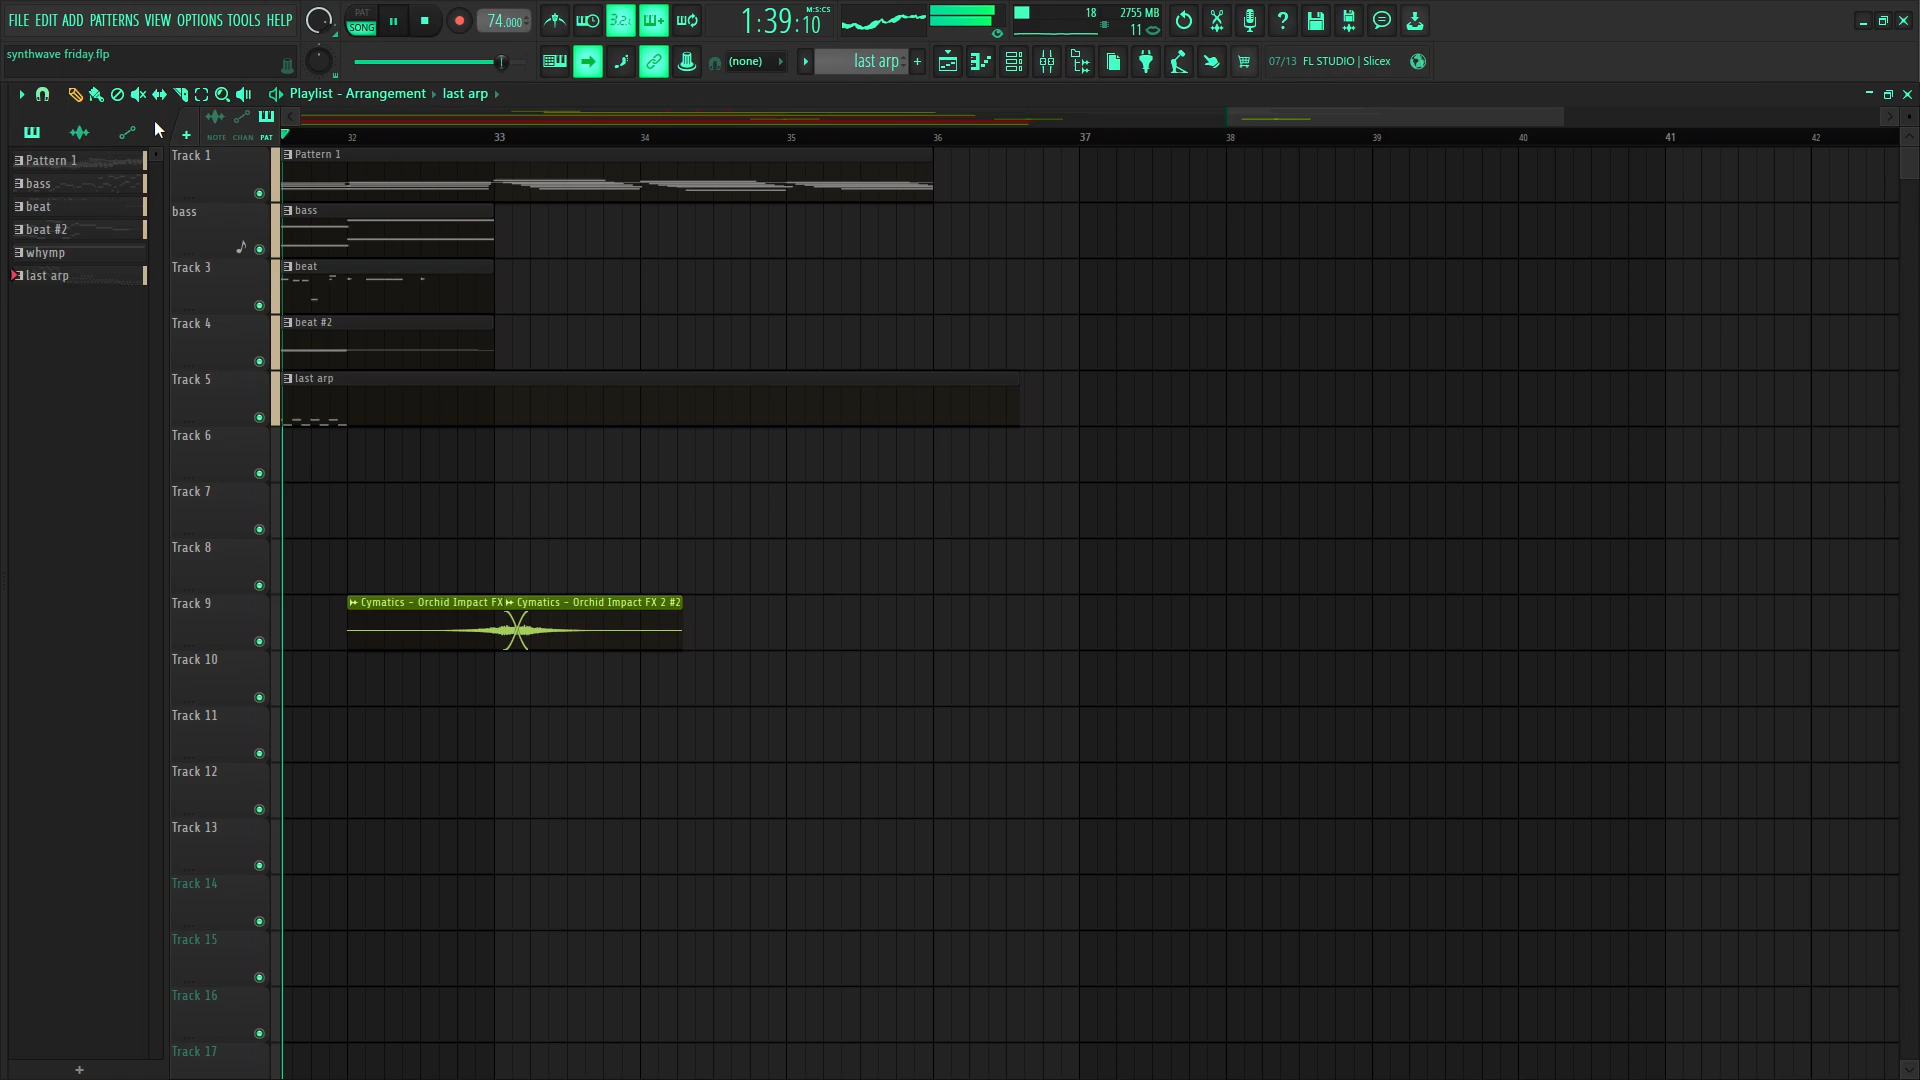 FILE EDIT ADD PATTERNS VIEW OPTIONS TOOLS HELP
PAT
SONG
74.000
3.2.
1:39:10
M:S:CS
18
2755 MB
11
synthwave friday.flp
(none)
last arp
07/13 FL STUDIO | Slicex
Playlist - Arrangement last arp
NOTE CHAN PAT
32 33 34 35 36 37 38 39 40 41 42
Pattern 1
bass
beat
beat #2
whymp
last arp
Track 1
Pattern 1
bass
bass
Track 3
beat
Track 4
beat #2
Track 5
last arp
Track 6
Track 7
Track 8
Track 9
Cymatics - Orchid Impact FX Cymatics - Orchid Impact FX 2 #2
Track 10
Track 11
Track 12
Track 13
Track 14
Track 15
Track 16
Track 17